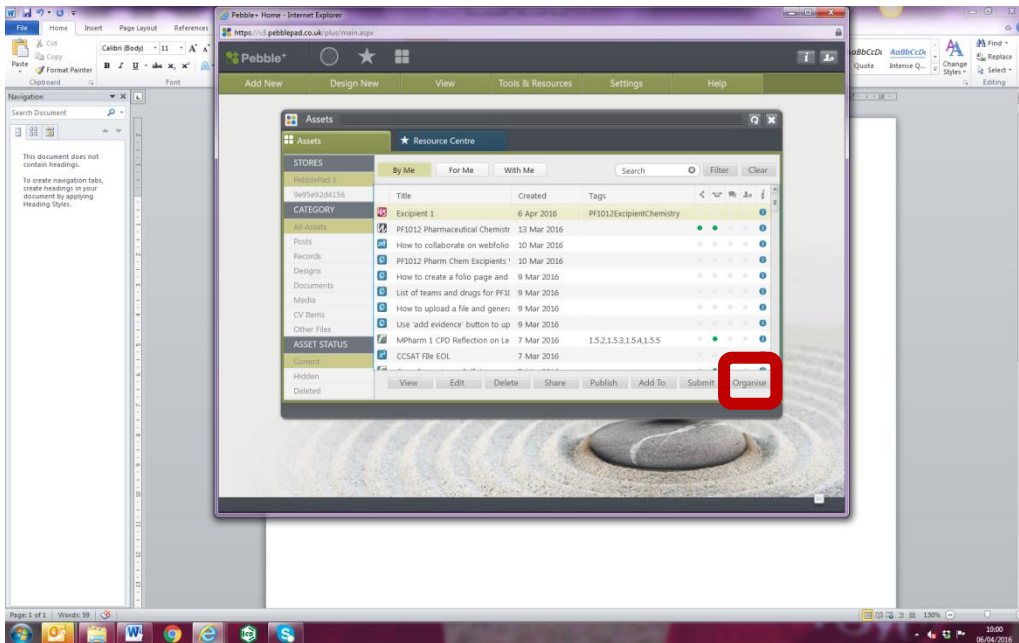 Pebble+ Home - Internet Explorer
File Home Insert Page Layout References
https://v3.pebblepad.co.uk/plus/main.aspx
Cut
Copy
Paste
Format Painter
Clipboard
Calibri (Body) 11
Font
Quote
AaBbCcDc
Intense Q...
Change Styles
Find
Replace
Select
Editing
Pebble+
Add New Design New View Tools & Resources Settings Help
Navigation
Search Document
This document does not
contain headings.
To create navigation tabs,
create headings in your
document by applying
Heading Styles.
Assets
Assets
Resource Centre
STORES
PebblePad 3
9e95e92d4156
CATEGORY
All Assets
Posts
Records
Designs
Documents
Media
CV Items
Other Files
ASSET STATUS
Current
Hidden
Deleted
By Me For Me With Me Search Filter Clear
Title Created Tags
Excipient 1 6 Apr 2016 PF1012ExcipientChemistry
PF1012 Pharmaceutical Chemistr 13 Mar 2016
How to collaborate on webfolio 10 Mar 2016
PF1012 Pharm Chem Excipients 10 Mar 2016
How to create a folio page and 9 Mar 2016
List of teams and drugs for PF1 9 Mar 2016
How to upload a file and genera 9 Mar 2016
Use 'add evidence' button to up 9 Mar 2016
MPharm 1 CPD Reflection on Le 7 Mar 2016 1.5.2,1.5.3,1.5.4,1.5.5
CCSAT File EOL 7 Mar 2016
View Edit Delete Share Publish Add To Submit Organise
Page: 1 of 1 Words: 59
130%
10:00
06/04/2016